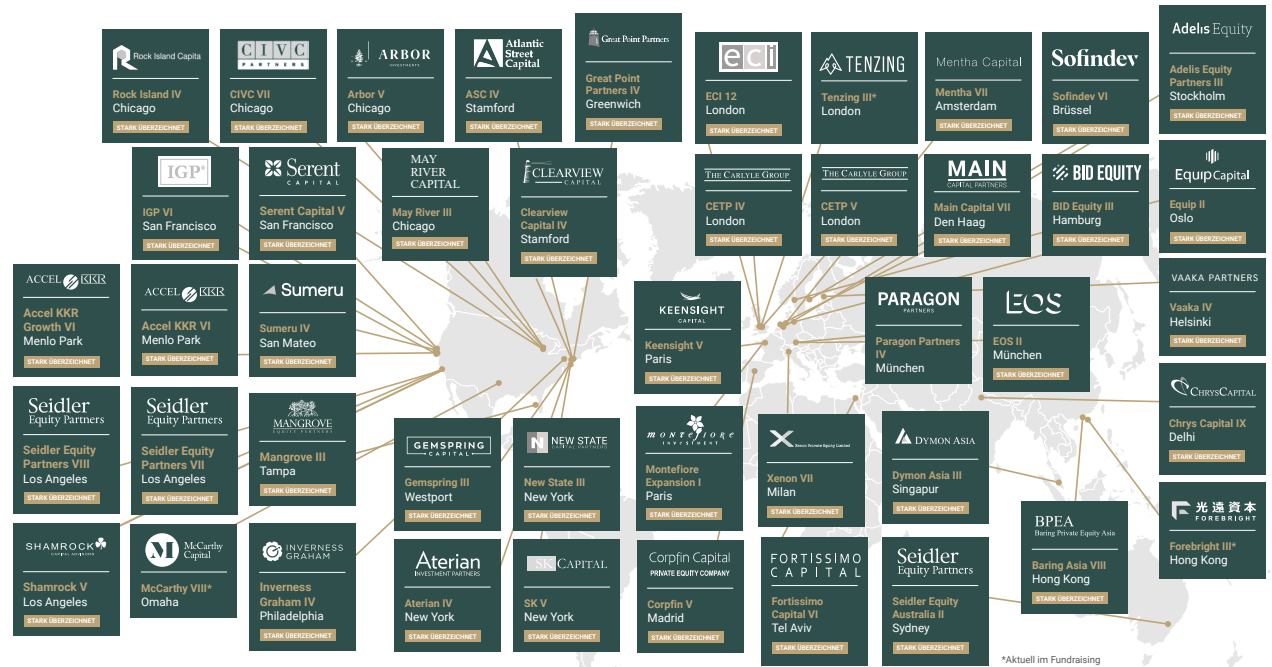 Rock Island Capita
Rock Island IV
Chicago
STARK ÜBERZEICHNET
CIVC
PARTNERS
CIVC VII
Chicago
STARK ÜBERZEICHNET
ARBOR
INVESTMENTS
Arbor V
Chicago
STARK ÜBERZEICHNET
Atlantic
Street
Capital
ASC IV
Stamford
STARK ÜBERZEICHNET
Great Point Partners
Great Point
Partners IV
Greenwich
STARK ÜBERZEICHNET
eci
ECI 12
London
STARK ÜBERZEICHNET
TENZING
Tenzing III*
London
Mentha Capital
Mentha VII
Amsterdam
STARK ÜBERZEICHNET
Sofindev
Sofindev VI
Brüssel
STARK ÜBERZEICHNET
Adelis Equity
Adelis Equity
Partners III
Stockholm
STARK ÜBERZEICHNET
IGP*
IGP VI
San Francisco
STARK ÜBERZEICHNET
Serent
CAPITAL
Serent Capital V
San Francisco
STARK ÜBERZEICHNET
MAY
RIVER
CAPITAL
May River III
Chicago
STARK ÜBERZEICHNET
CLEARVIEW
CAPITAL
Clearview
Capital IV
Stamford
STARK ÜBERZEICHNET
THE CARLYLE GROUP
CETP IV
London
STARK ÜBERZEICHNET
THE CARLYLE GROUP
CETP V
London
STARK ÜBERZEICHNET
MAIN
CAPITAL PARTNERS
Main Capital VII
Den Haag
STARK ÜBERZEICHNET
BID EQUITY
BID Equity III
Hamburg
STARK ÜBERZEICHNET
EQUIP CAPITAL
Equip II
Oslo
STARK ÜBERZEICHNET
ACCEL KKR
Accel KKR
Growth VI
Menlo Park
STARK ÜBERZEICHNET
ACCEL KKR
Accel KKR VI
Menlo Park
STARK ÜBERZEICHNET
Sumeru
Sumeru IV
San Mateo
STARK ÜBERZEICHNET
KEENSIGHT
CAPITAL
Keensight V
Paris
STARK ÜBERZEICHNET
PARAGON
PARTNERS
Paragon Partners
IV
München
EOS
EOS II
München
STARK ÜBERZEICHNET
VAAKA PARTNERS
Vaaka IV
Helsinki
STARK ÜBERZEICHNET
Seidler
Equity Partners
Seidler Equity
Partners VIII
Los Angeles
STARK ÜBERZEICHNET
Seidler
Equity Partners
Seidler Equity
Partners VII
Los Angeles
STARK ÜBERZEICHNET
MANGROVE
EQUITY PARTNERS
Mangrove III
Tampa
STARK ÜBERZEICHNET
GEMSPRING
CAPITAL
Gemspring III
Westport
STARK ÜBERZEICHNET
N NEW STATE
CAPITAL PARTNERS
New State III
New York
STARK ÜBERZEICHNET
montefiore
INVESTMENT
Montefiore
Expansion I
Paris
STARK ÜBERZEICHNET
Xenon Private Equity Limited
Xenon VII
Milan
STARK ÜBERZEICHNET
DYMON ASIA
Dymon Asia III
Singapur
STARK ÜBERZEICHNET
CHRYSCAPITAL
Chrys Capital IX
Delhi
STARK ÜBERZEICHNET
SHAMROCK
CAPITAL ADVISORS
Shamrock V
Los Angeles
STARK ÜBERZEICHNET
M McCarthy
Capital
McCarthy VIII*
Omaha
INVERNESS
GRAHAM
Inverness
Graham IV
Philadelphia
STARK ÜBERZEICHNET
Aterian
INVESTMENT PARTNERS
Aterian IV
New York
STARK ÜBERZEICHNET
SK CAPITAL
SK V
New York
STARK ÜBERZEICHNET
Corpfin Capital
PRIVATE EQUITY COMPANY
Corpfin V
Madrid
STARK ÜBERZEICHNET
FORTISSIMO
CAPITAL
Fortissimo
Capital VI
Tel Aviv
STARK ÜBERZEICHNET
Seidler
Equity Partners
Seidler Equity
Australia II
Sydney
STARK ÜBERZEICHNET
BPEA
Baring Private Equity Asia
Baring Asia VIII
Hong Kong
STARK ÜBERZEICHNET
光遠資本
FOREBRIGHT
Forebright III*
Hong Kong
*Aktuell im Fundraising